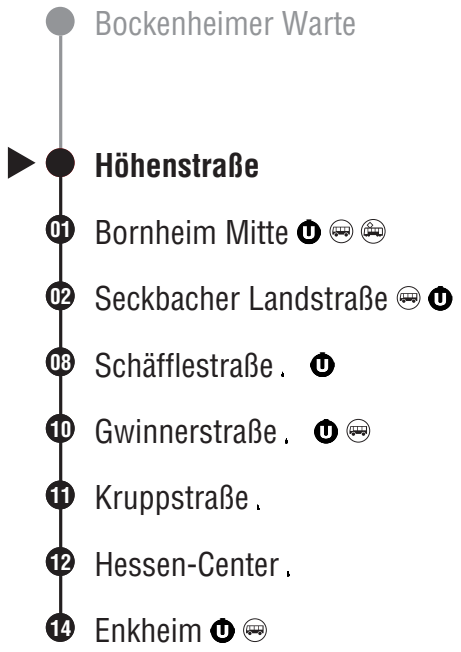 Bockenheimer Warte
Höhenstraße
01 Bornheim Mitte U
02 Seckbacher Landstraße U
08 Schäfflestraße. U
10 Gwinnerstraße. U
11 Kruppstraße.
12 Hessen-Center.
14 Enkheim U